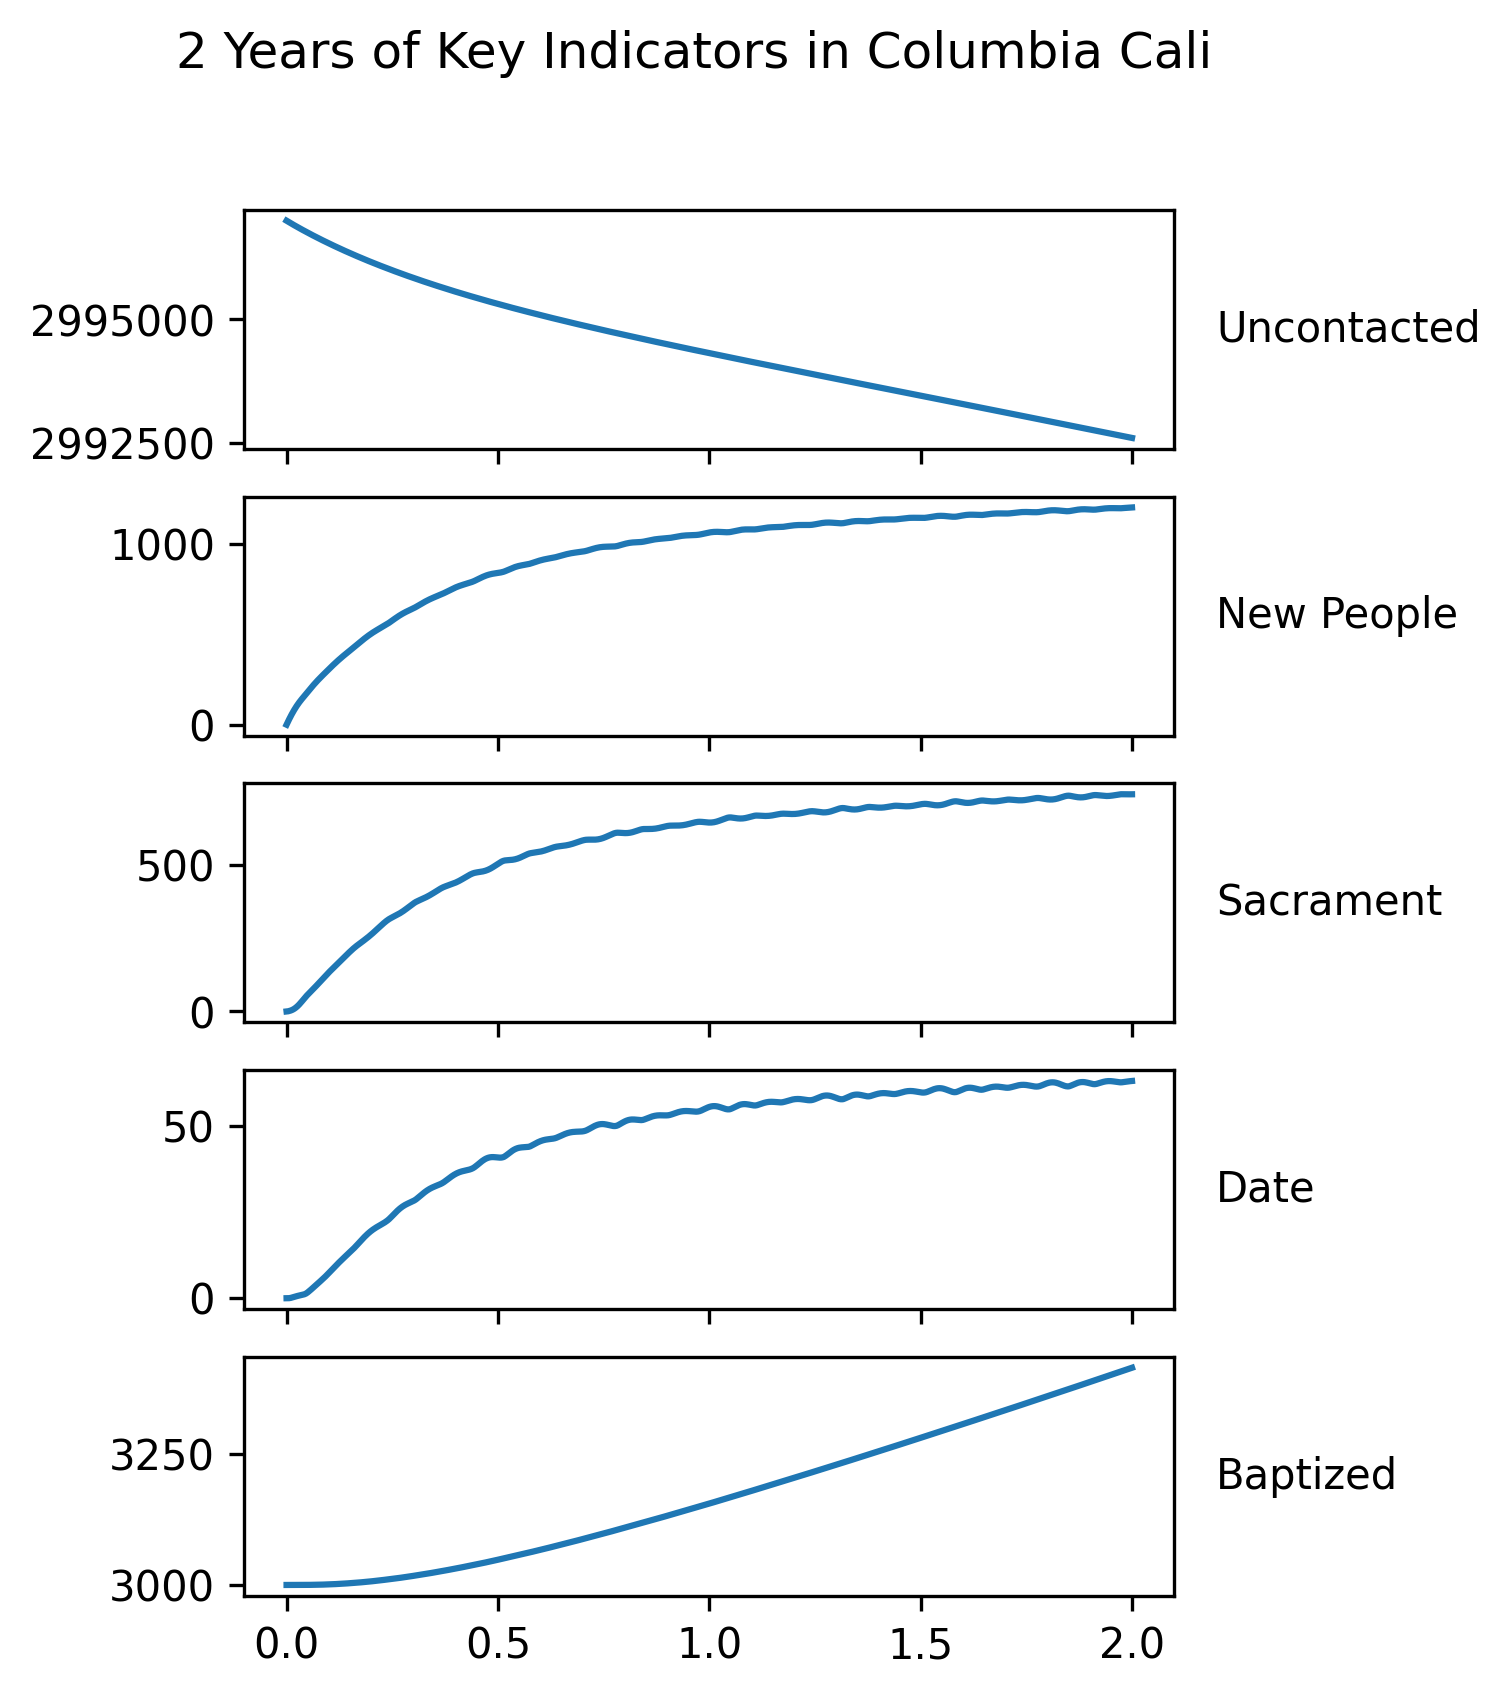 2 Years of Key Indicators in Columbia Cali
2995000
2992500
Uncontacted
1000
0
New People
500
0
Sacrament
50
0
Date
3250
3000
Baptized
0.0 0.5 1.0 1.5 2.0